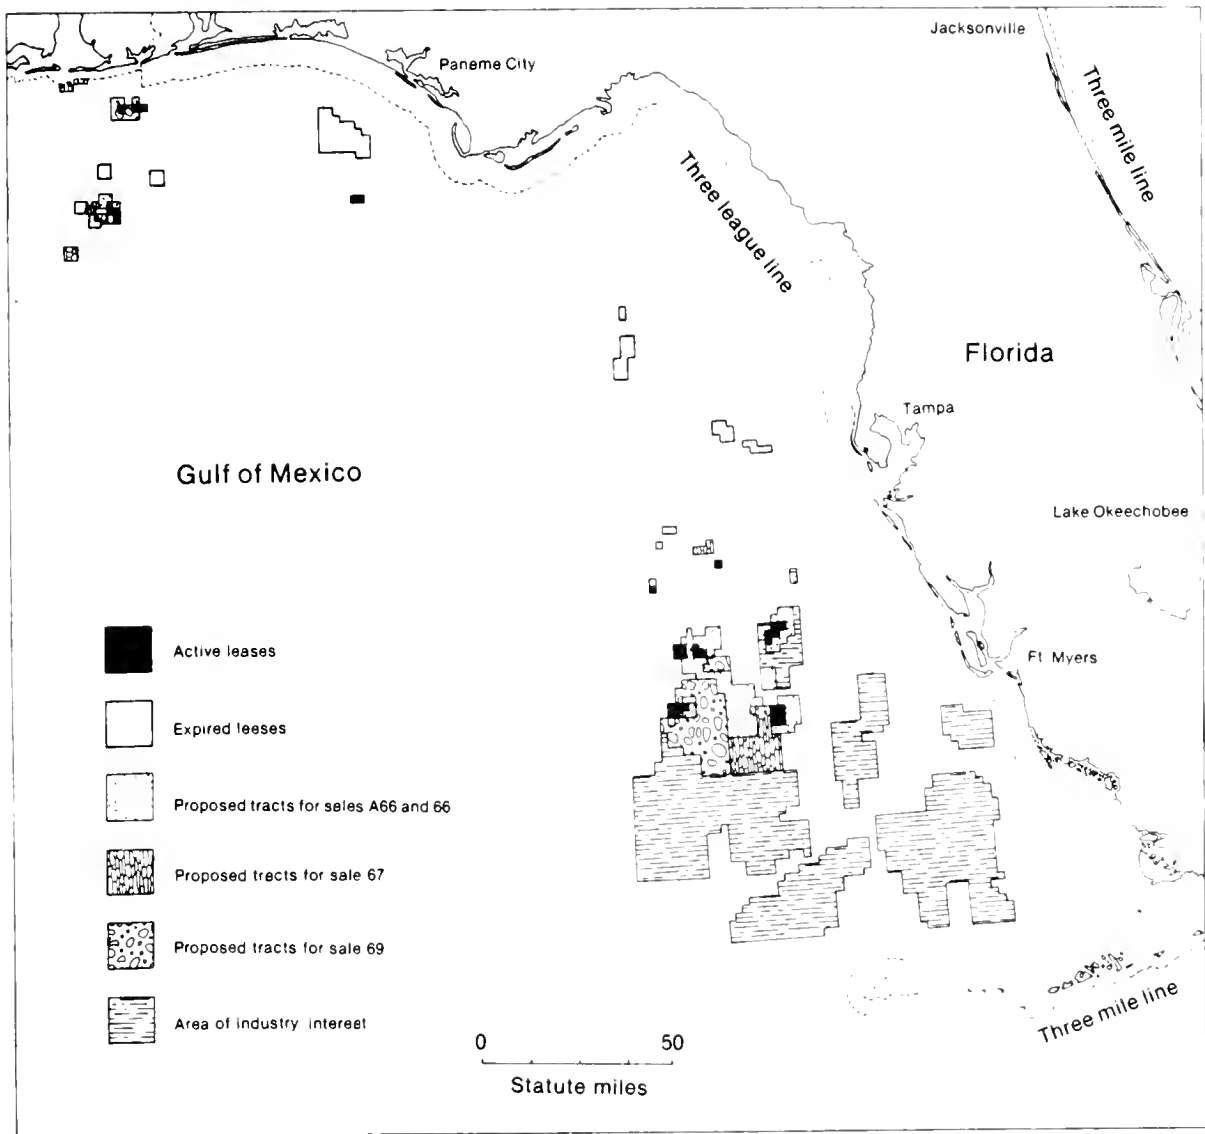 Jacksonville
Paneme City
Three mile line
Three league line
Florida
Tampa
Gulf of Mexico
Lake Okeechobee
Ft Myers
Active leases
Expired leeses
Proposed tracts for seles A66 and 66
Proposed trects for sale 67
Proposed tracts for sale 69
Area of industry interest
0 50
Statute miles
Three mile line